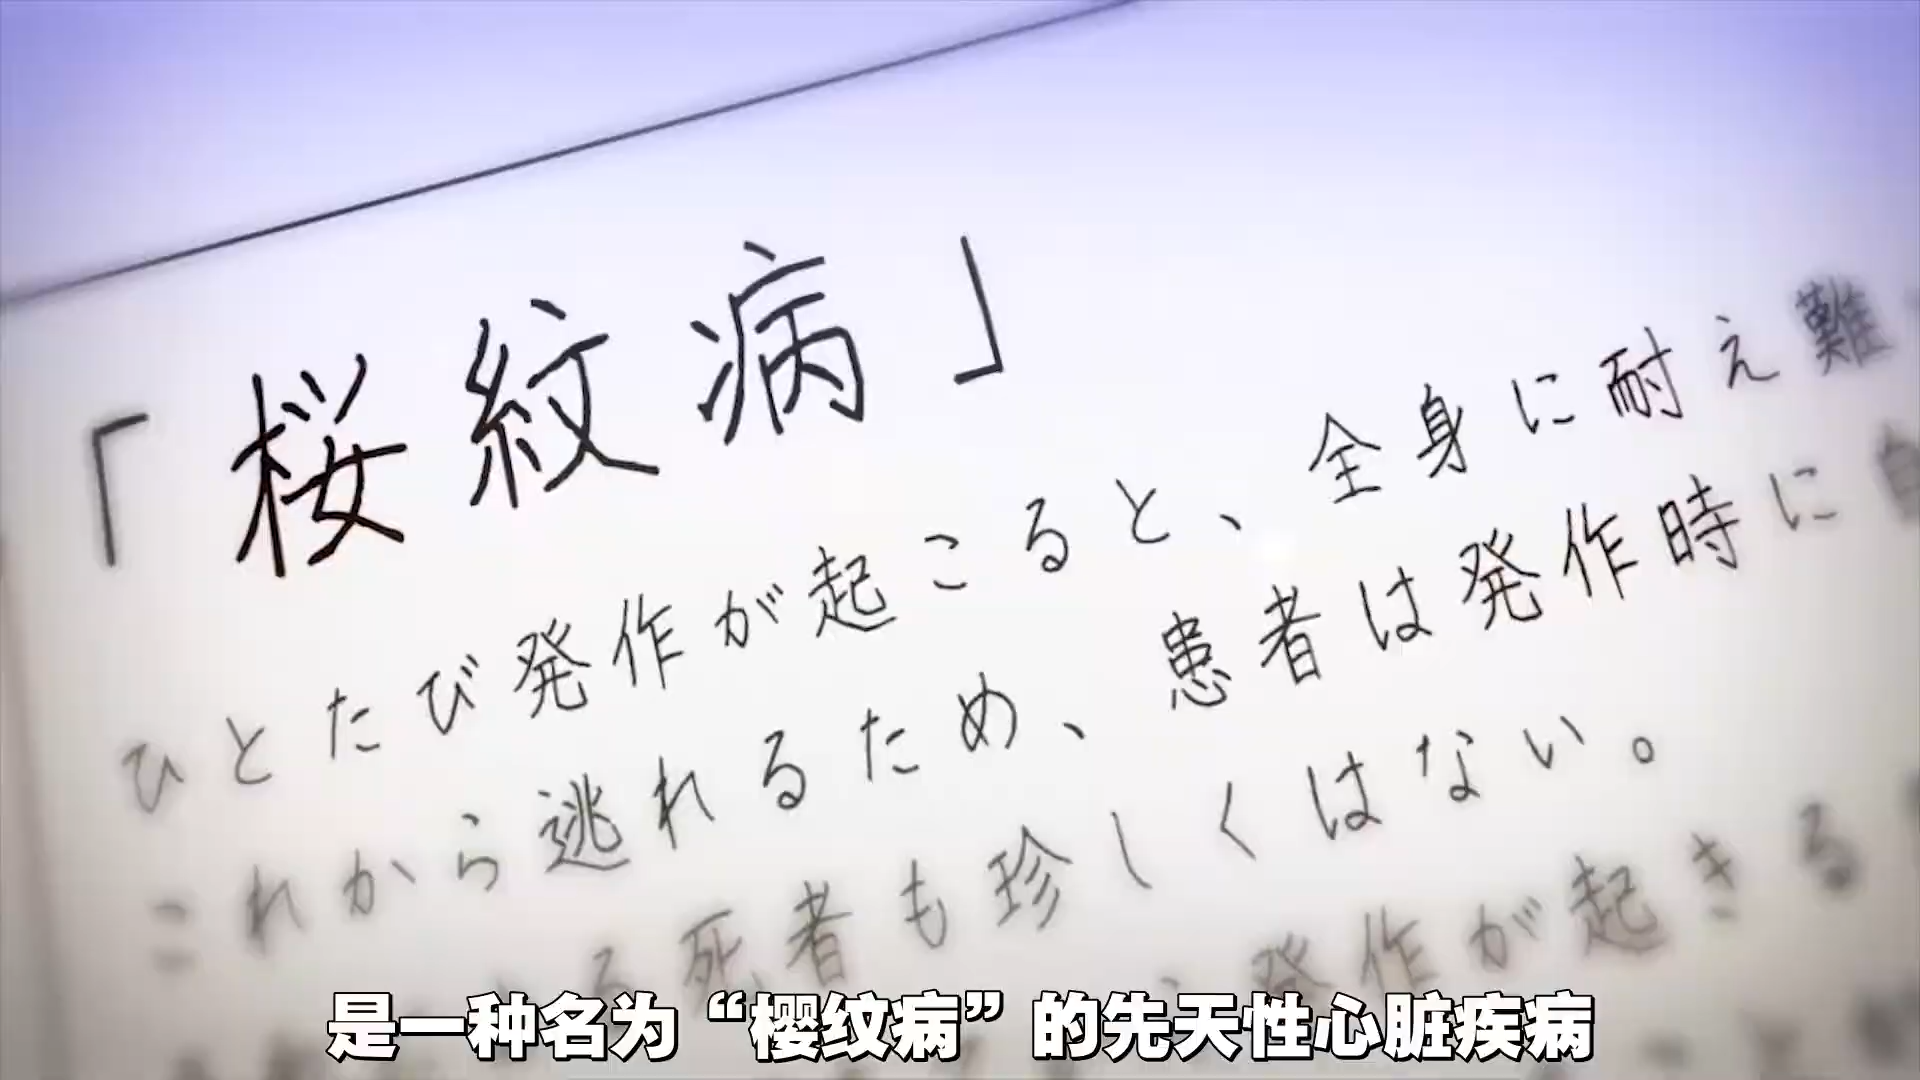 「桜紋病」
ひとたび発作が起こると、全身に耐え難
これから逃れるため、患者は発作時に自
る死者も珍しくはない。
発作が起きる
是一种名为“樱纹病”的先天性心脏疾病